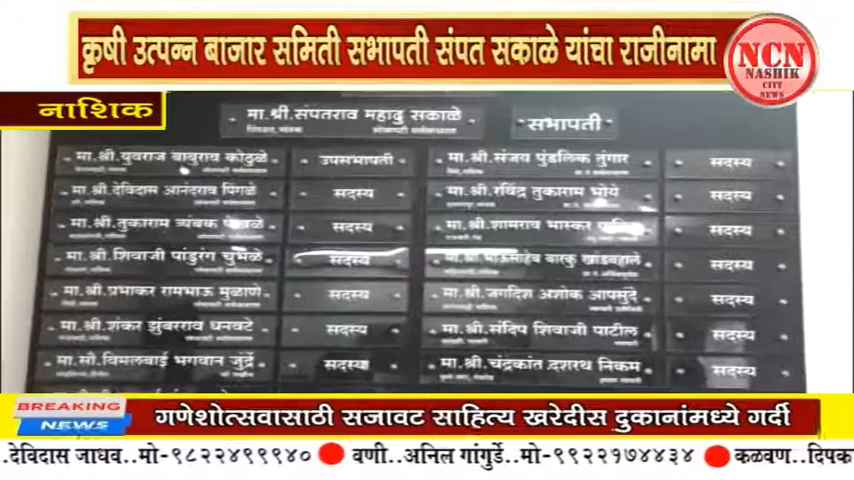 कृषी उत्पन्न बाजार समिती सभापती संपत सकाळे यांचा राजीनामा
NCN
NASHIK
CITY
NEWS
नाशिक
मा.श्री.संपतराव महादु सकाळे सभापती
मा.श्री.युवराज बाबुराव कोठुळे उपसभापती मा.श्री.संजय पुंडलिक तुंगार सदस्य
मा.श्री.देविदास आनंदराव पिंगळे सदस्य मा.श्री.रविंद्र तुकाराम भोये सदस्य
मा.श्री.तुकाराम त्र्यंबक सदस्य मा.श्री.शामराव भास्कर सदस्य
मा.श्री.शिवाजी पांडुरंग चुंभळे सदस्य मा.श्री.भाऊसाहेब बारकु खांडबहाले सदस्य
मा.श्री.प्रभाकर रामभाऊ मुळाणे सदस्य मा.श्री.जगदिश अशोक आपसुंदे सदस्य
मा.श्री.शंकर झुंबरराव धनवटे सदस्य मा.श्री.संदिप शिवाजी पाटील सदस्य
मा.सौ.विमलबाई भगवान जुंद्रे सदस्या मा.श्री.चंद्रकांत दशरथ निकम सदस्य
BREAKING
NEWS
गणेशोत्सवासाठी सजावट साहित्य खरेदीस दुकानांमध्ये गर्दी
.देविदास जाधव..मो-९८२२४९९९४० वणी..अनिल गांगुर्डे..मो-९९२२१७४४३४ कळवण..दिपक